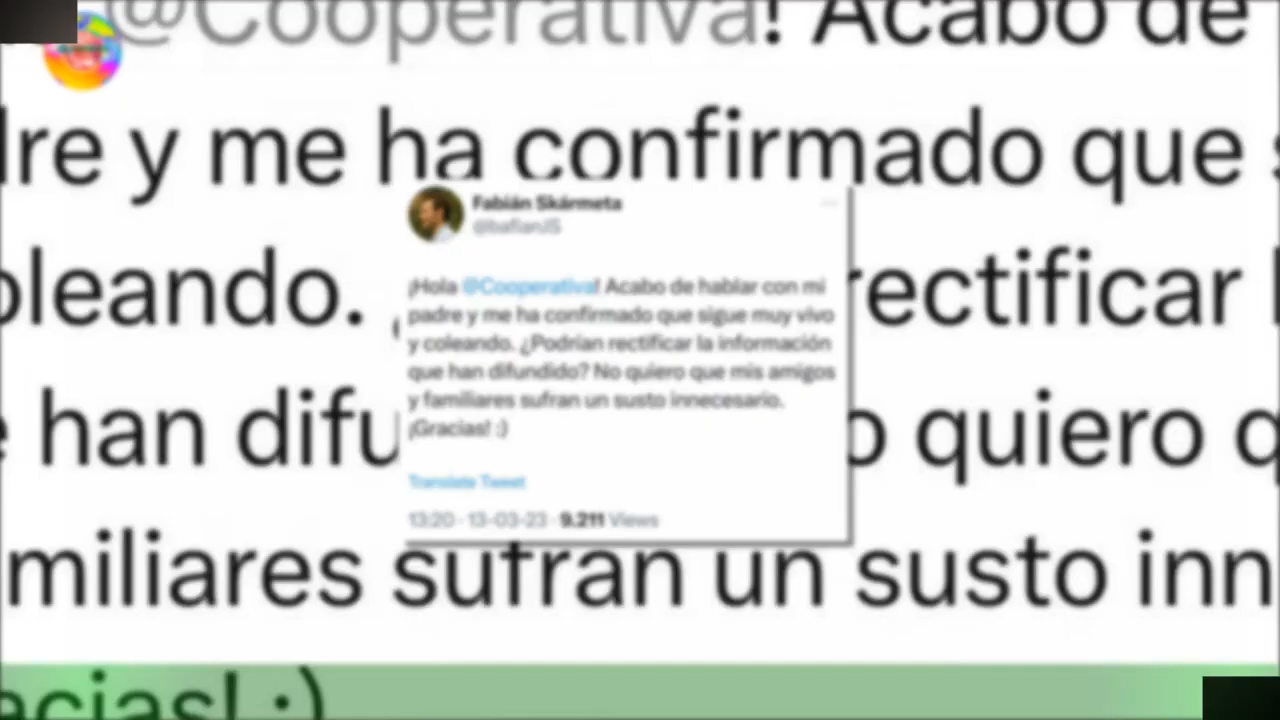 @Cooperativa! Acabo de
dre y me ha confirmado que s
oleando.
rectificar
han difu
o quiero q
miliares sufran un susto inn
acias! :)
Fabián Skármeta
@bafianJS
¡Hola @Cooperativa! Acabo de hablar con mi
padre y me ha confirmado que sigue muy vivo
y coleando. ¿Podrían rectificar la información
que han difundido? No quiero que mis amigos
y familiares sufran un susto innecesario.
¡Gracias! :)
Translate Tweet
13:20 · 13-03-23 · 9.211 Views